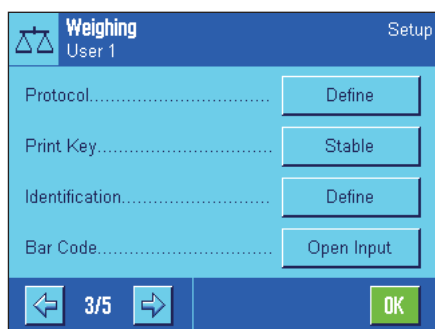 Weighing Setup
User 1
Protocol.............................. Define
Print Key............................. Stable
Identification......................... Define
Bar Code............................. Open Input
3/5 OK